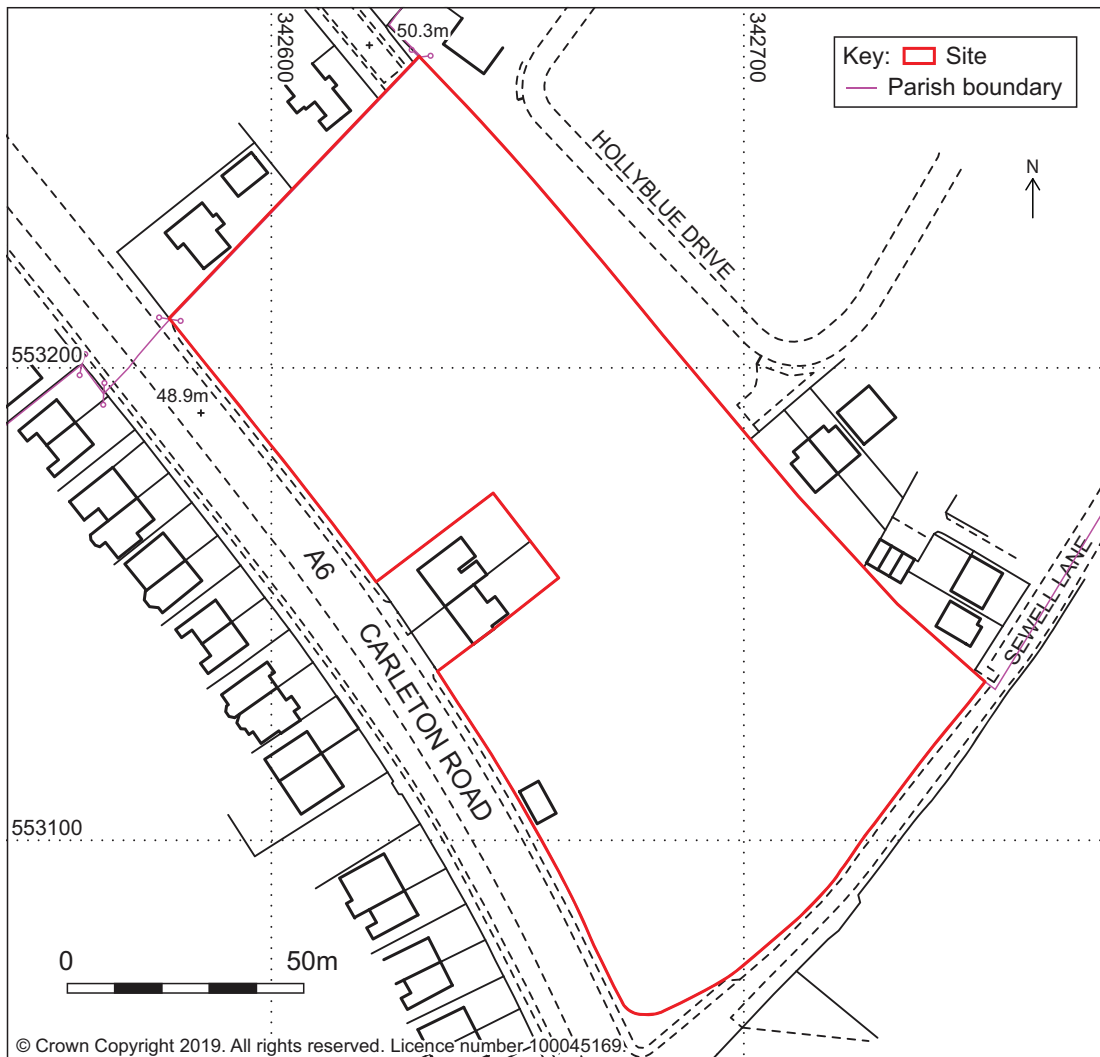 342600
50.3m
342700
Key: Site
Parish boundary
HOLLYBLUE DRIVE
N
553200
48.9m
A6
CARLETON ROAD
SEWELL LANE
553100
0 50m
© Crown Copyright 2019. All rights reserved. Licence number 100045169